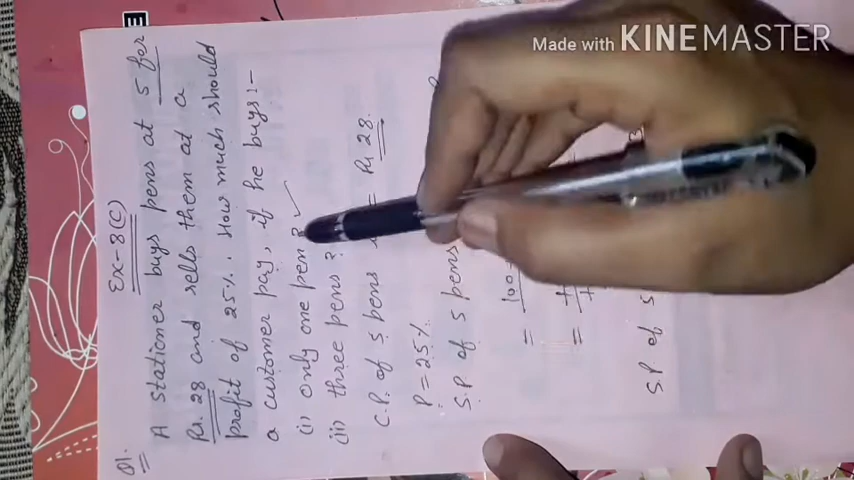 Made with KINEMASTER
Ex-8(C)
Q1. A stationer buys pens at 5 for
Rs. 28 and sells them at a
profit of 25%. How much should
a customer pay, if he buys:-
(i) only one pen?
(ii) three pens?
C.P. of 5 pens = Rs 28.
P = 25%
S.P of 5 pens
= 100
=
S.P of 5